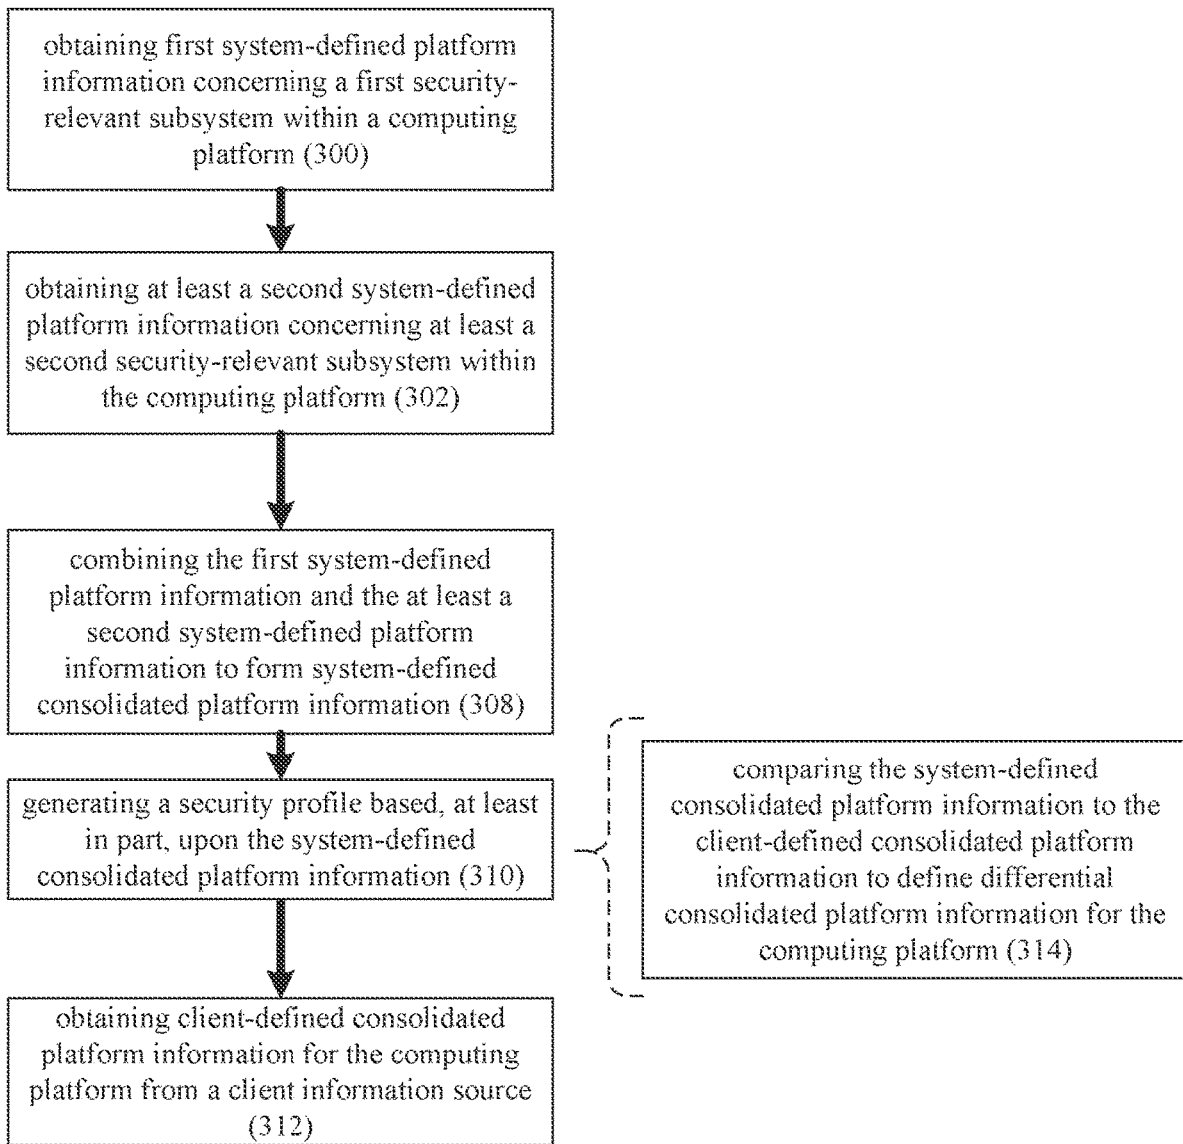 obtaining first system-defined platform
information concerning a first security-
relevant subsystem within a computing
platform (300)
obtaining at least a second system-defined
platform information concerning at least a
second security-relevant subsystem within
the computing platform (302)
combining the first system-defined
platform information and the at least a
second system-defined platform
information to form system-defined
consolidated platform information (308)
generating a security profile based, at least
in part, upon the system-defined
consolidated platform information (310)
comparing the system-defined
consolidated platform information to the
client-defined consolidated platform
information to define differential
consolidated platform information for the
computing platform (314)
obtaining client-defined consolidated
platform information for the computing
platform from a client information source
(312)